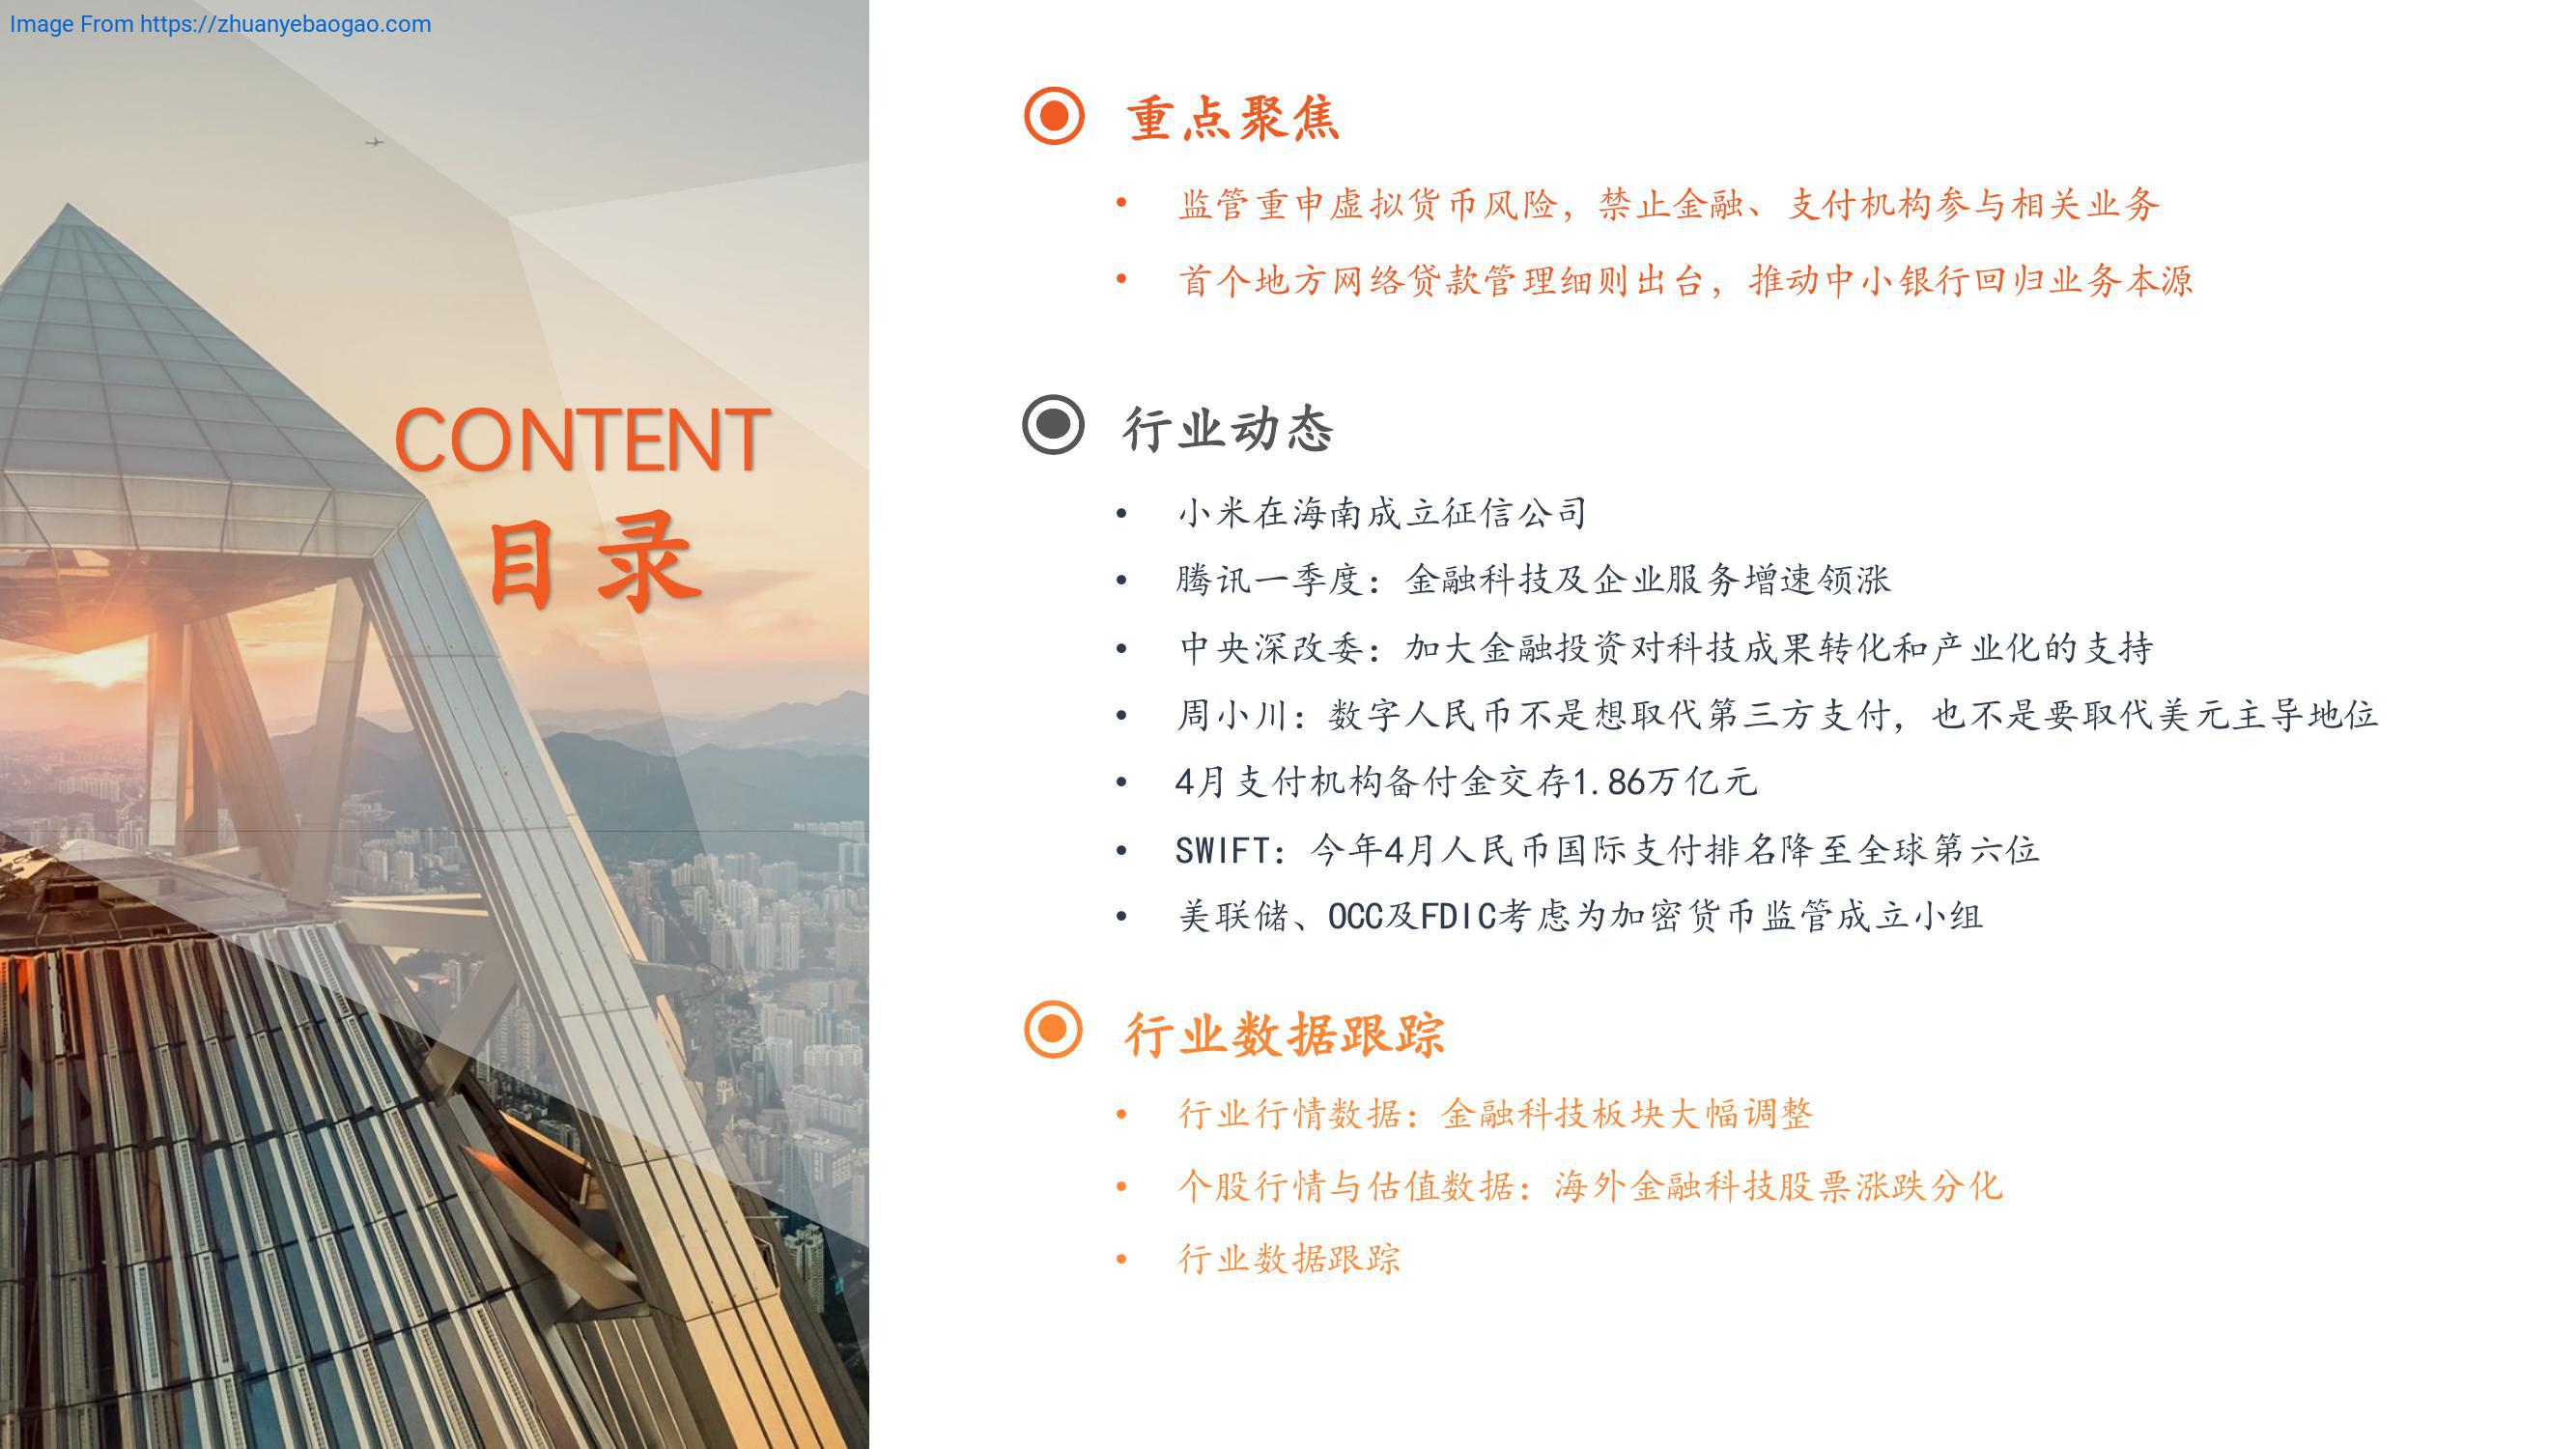 Image From https://zhuanyebaogao.com
CONTENT
目录
重点聚焦
• 监管重申虚拟货币风险，禁止金融、支付机构参与相关业务
• 首个地方网络贷款管理细则出台，推动中小银行回归业务本源
行业动态
• 小米在海南成立征信公司
• 腾讯一季度：金融科技及企业服务增速领涨
• 中央深改委：加大金融投资对科技成果转化和产业化的支持
• 周小川：数字人民币不是想取代第三方支付，也不是要取代美元主导地位
• 4月支付机构备付金交存1.86万亿元
• SWIFT：今年4月人民币国际支付排名降至全球第六位
• 美联储、OCC及FDIC考虑为加密货币监管成立小组
行业数据跟踪
• 行业行情数据：金融科技板块大幅调整
• 个股行情与估值数据：海外金融科技股票涨跌分化
• 行业数据跟踪